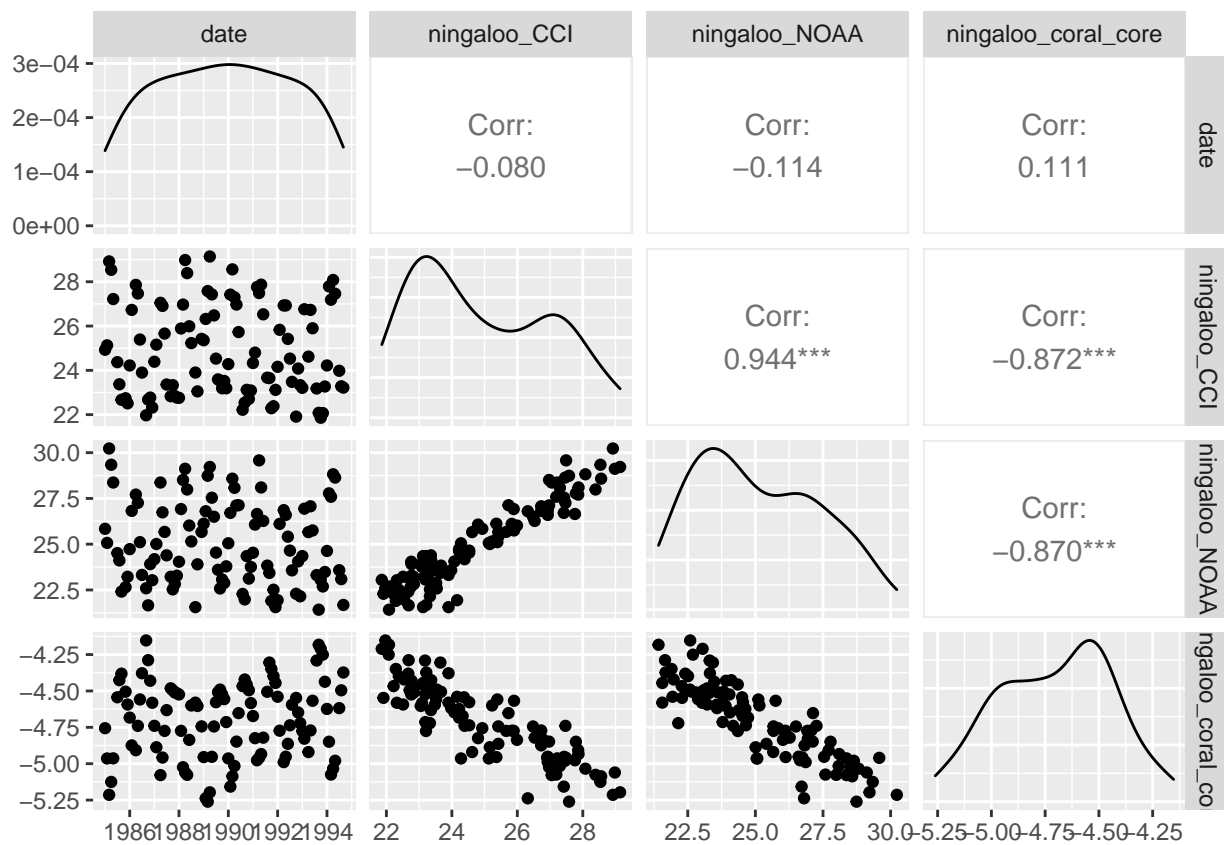 date ningaloo_CCI ningaloo_NOAA ningaloo_coral_core
3e−04
2e−04
1e−04
0e+00
Corr:
−0.080
Corr:
−0.114
Corr:
0.111
date
28
26
24
22
Corr:
0.944***
Corr:
−0.872***
ningaloo_CCI
30.0
27.5
25.0
22.5
Corr:
−0.870***
ningaloo_NOAA
−4.25
−4.50
−4.75
−5.00
−5.25
ngaloo_coral_co
1986 1988 1990 1992 1994 22 24 26 28 22.5 25.0 27.5 30.0 −5.25 −5.00 −4.75 −4.50 −4.25